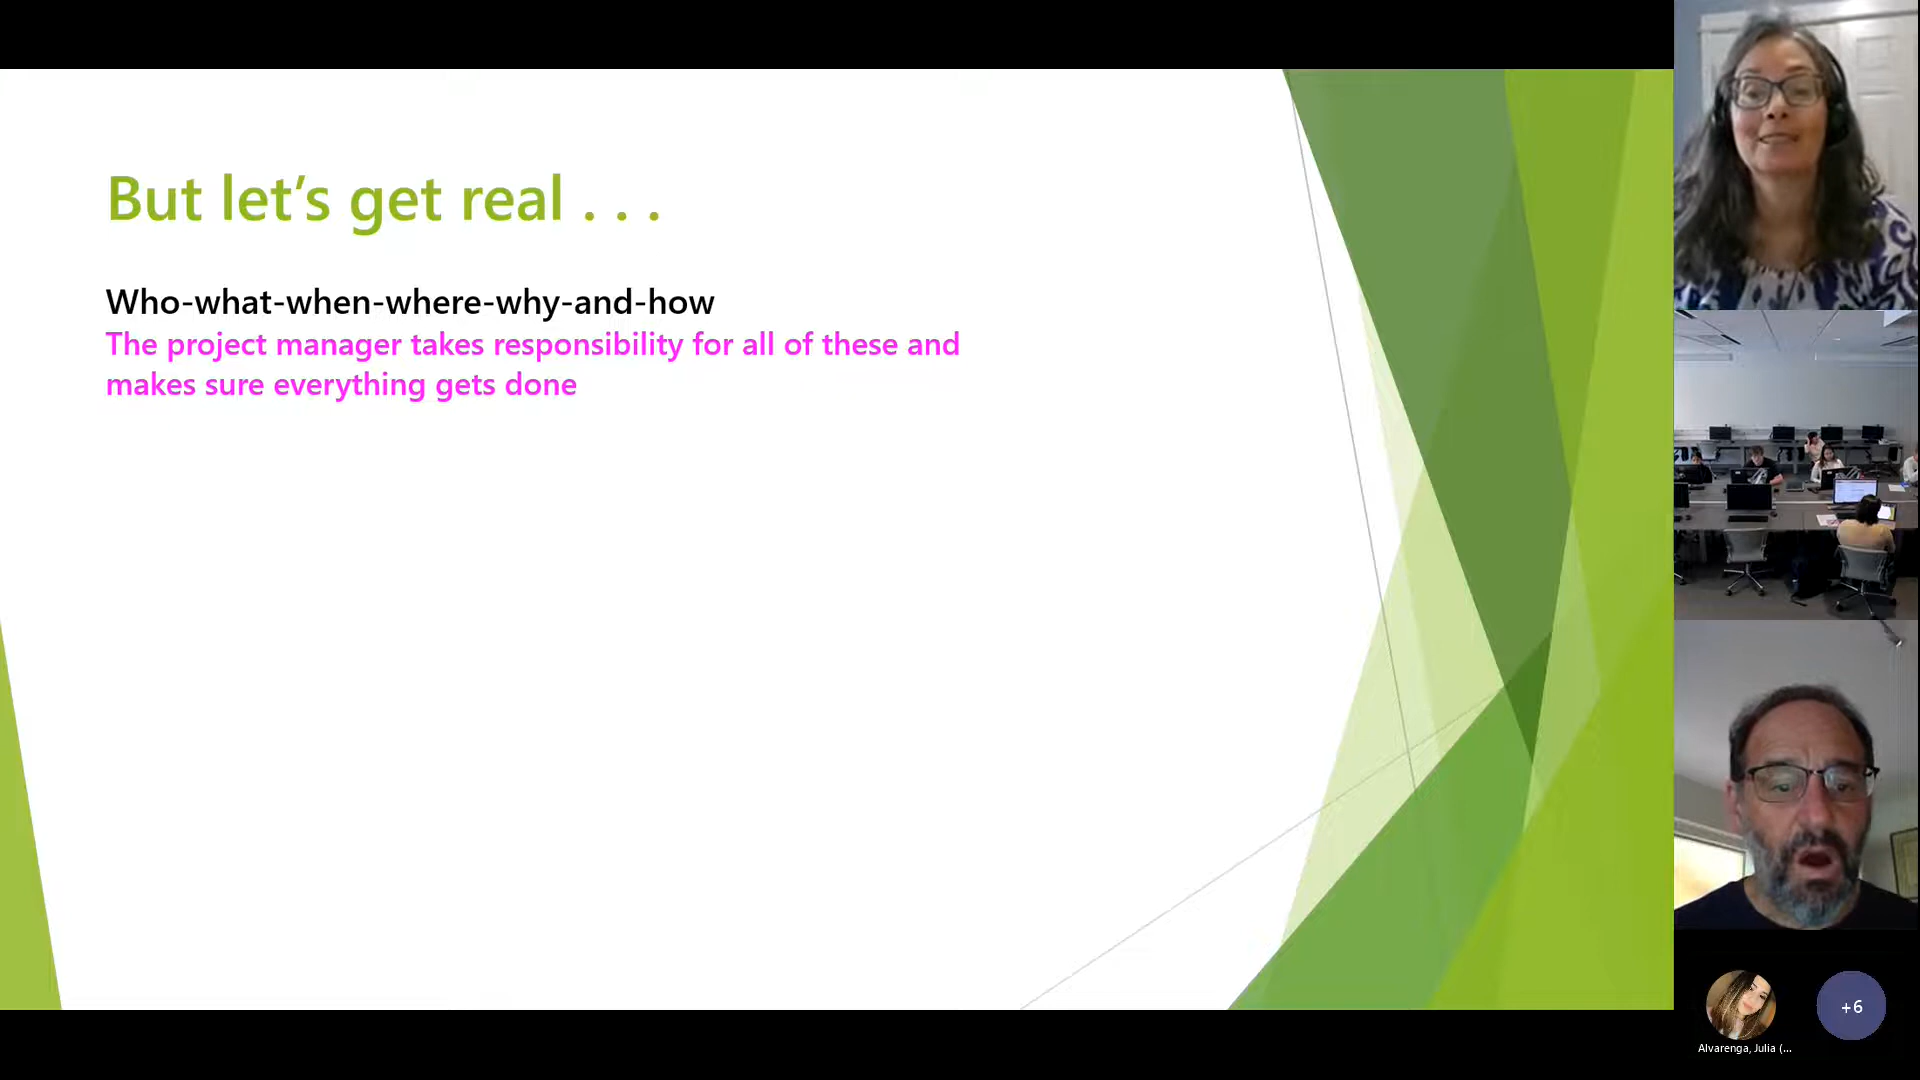 But let’s get real . . .
Who-what-when-where-why-and-how
The project manager takes responsibility for all of these and
makes sure everything gets done
+6
Alvarenga, Julia (...